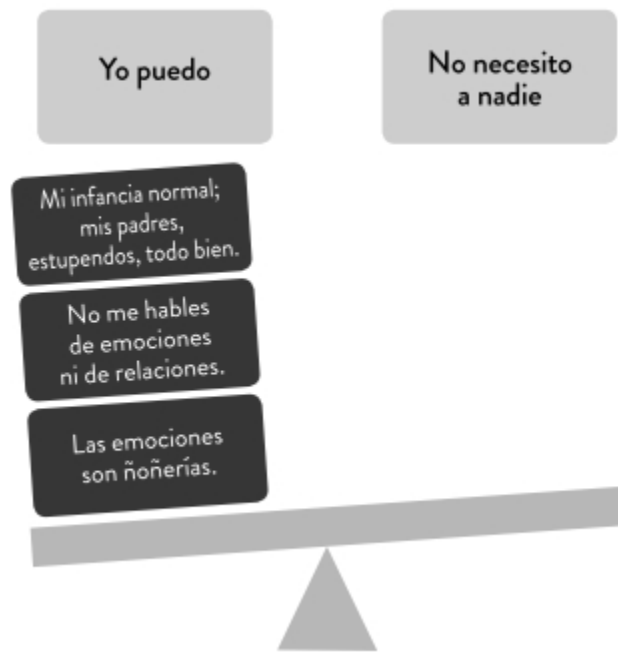 Yo puedo
No necesito
a nadie
Mi infancia normal;
mis padres,
estupendos, todo bien.
No me hables
de emociones
ni de relaciones.
Las emociones
son ñoñerías.